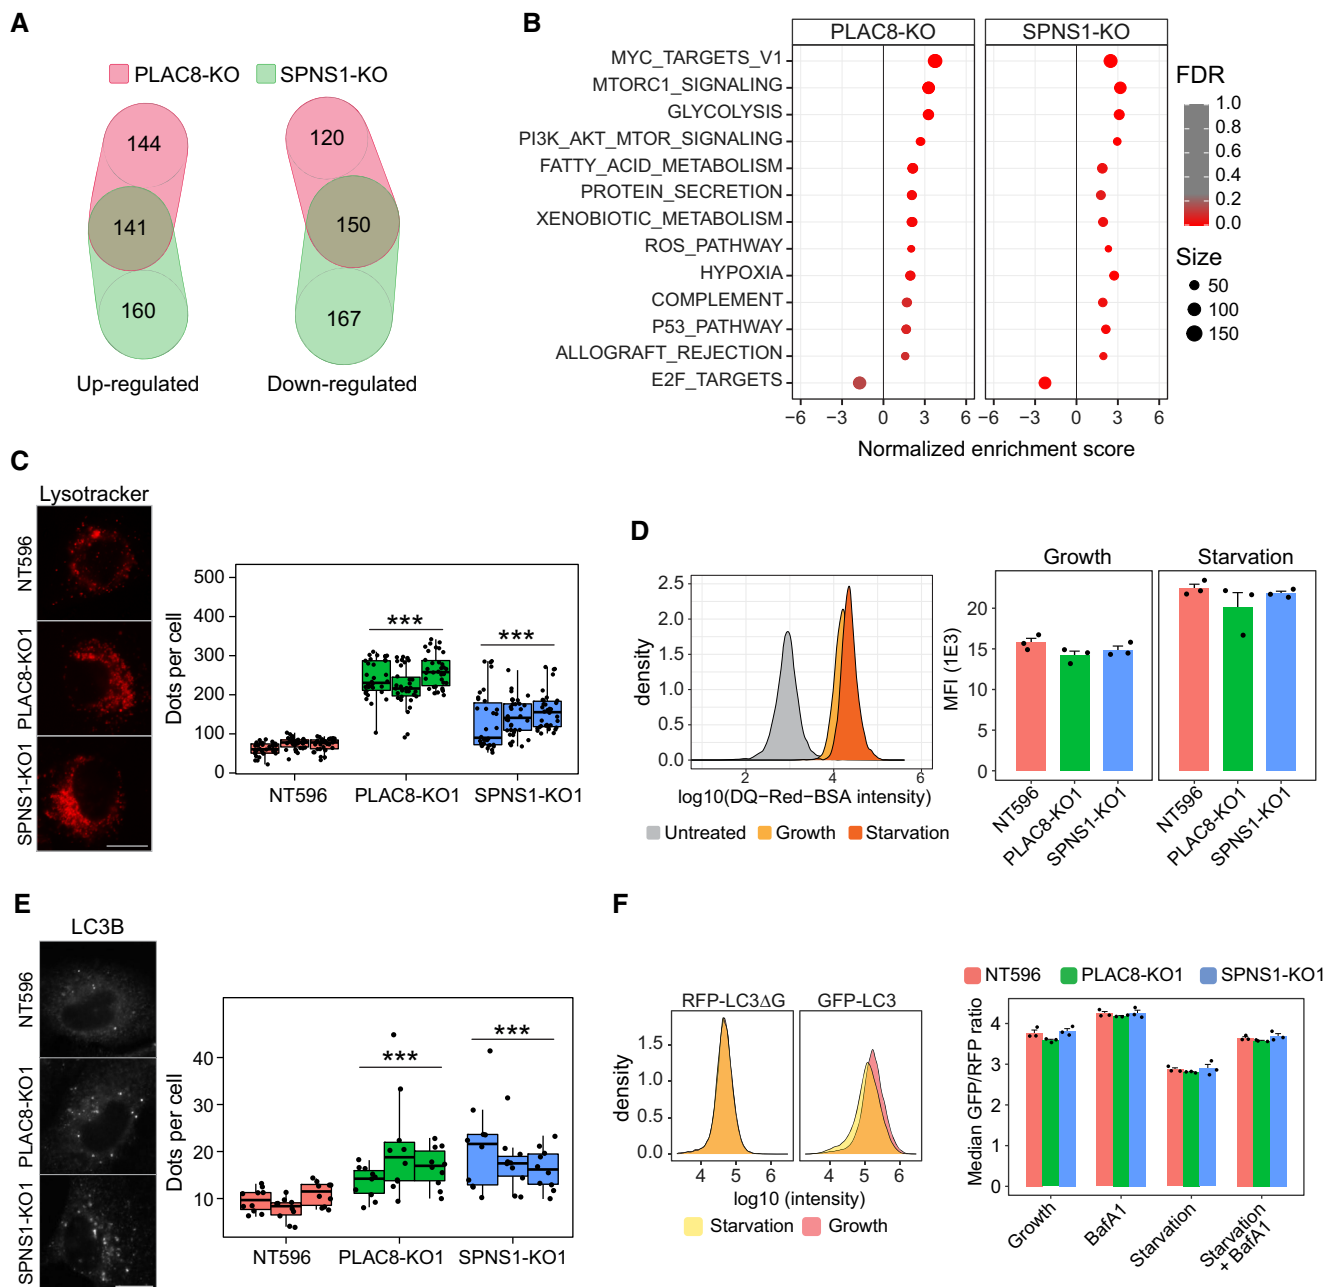 A
PLAC8-KO
SPNS1-KO
144
141
160
120
150
167
Up-regulated
Down-regulated
B
PLAC8-KO
SPNS1-KO
MYC_TARGETS_V1
MTORC1_SIGNALING
GLYCOLYSIS
PI3K_AKT_MTOR_SIGNALING
FATTY_ACID_METABOLISM
PROTEIN_SECRETION
XENOBIOTIC_METABOLISM
ROS_PATHWAY
HYPOXIA
COMPLEMENT
P53_PATHWAY
ALLOGRAFT_REJECTION
E2F_TARGETS
−6 −3 0 3 6
−6 −3 0 3 6
Normalized enrichment score
FDR
1.0
0.8
0.6
0.4
0.2
0.0
Size
50
100
150
C
Lysotracker
NT596
PLAC8-KO1
SPNS1-KO1
Dots per cell
500
400
300
200
100
0
***
***
NT596
PLAC8-KO1
SPNS1-KO1
D
density
2.5
2.0
1.5
1.0
0.5
0.0
2 4 6
log10(DQ−Red−BSA intensity)
Untreated
Growth
Starvation
Growth
Starvation
MFI (1E3)
20
15
10
5
0
NT596
PLAC8-KO1
SPNS1-KO1
NT596
PLAC8-KO1
SPNS1-KO1
E
LC3B
NT596
PLAC8-KO1
SPNS1-KO1
Dots per cell
40
30
20
10
***
***
NT596
PLAC8-KO1
SPNS1-KO1
F
RFP-LC3ΔG
GFP-LC3
density
1.5
1.0
0.5
0.0
4 5 6
4 5 6
log10 (intensity)
Starvation
Growth
NT596
PLAC8-KO1
SPNS1-KO1
Median GFP/RFP ratio
4
3
2
1
0
Growth
BafA1
Starvation
Starvation
+ BafA1